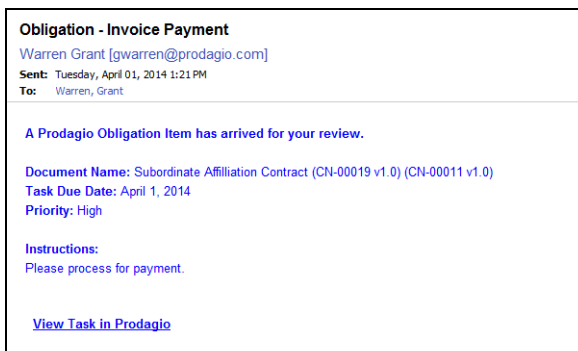 Obligation - Invoice Payment
Warren Grant [gwarren@prodagio.com]
Sent: Tuesday, April 01, 2014 1:21 PM
To: Warren, Grant
A Prodagio Obligation Item has arrived for your review.
Document Name: Subordinate Affilliation Contract (CN-00019 v1.0) (CN-00011 v1.0)
Task Due Date: April 1, 2014
Priority: High
Instructions:
Please process for payment.
View Task in Prodagio